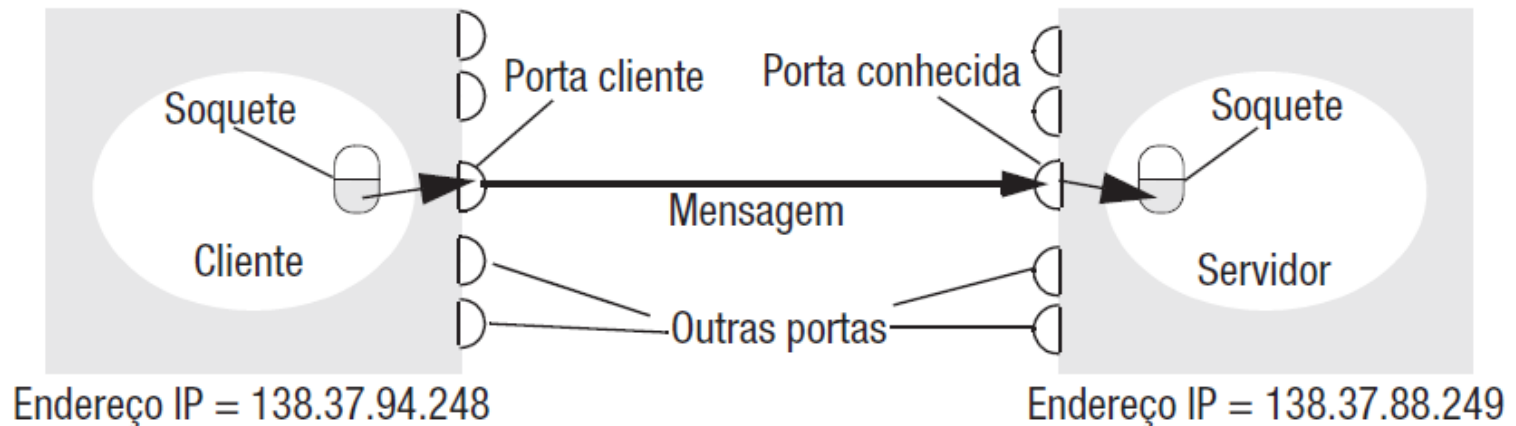 Porta cliente
Porta conhecida
Soquete
Soquete
Mensagem
Cliente
Servidor
Outras portas
Endereço IP = 138.37.94.248
Endereço IP = 138.37.88.249